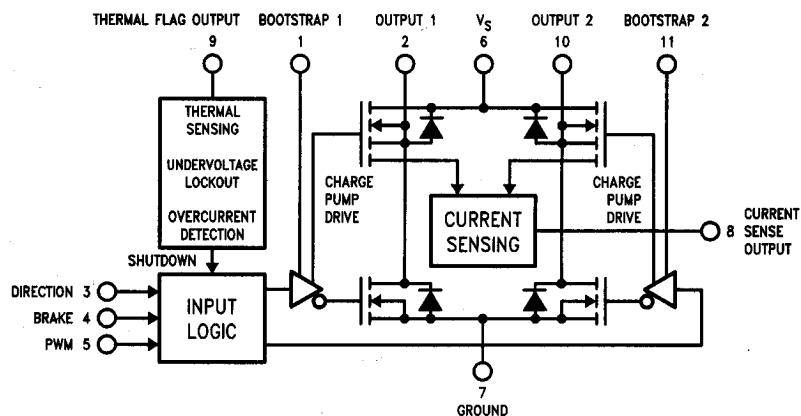 THERMAL FLAG OUTPUT
9
BOOTSTRAP 1
1
OUTPUT 1
2
VS
6
OUTPUT 2
10
BOOTSTRAP 2
11
THERMAL
SENSING
UNDERVOLTAGE
LOCKOUT
OVERCURRENT
DETECTION
SHUTDOWN
CHARGE
PUMP
DRIVE
CURRENT
SENSING
CHARGE
PUMP
DRIVE
8 CURRENT
SENSE
OUTPUT
DIRECTION 3
BRAKE 4
PWM 5
INPUT
LOGIC
7
GROUND